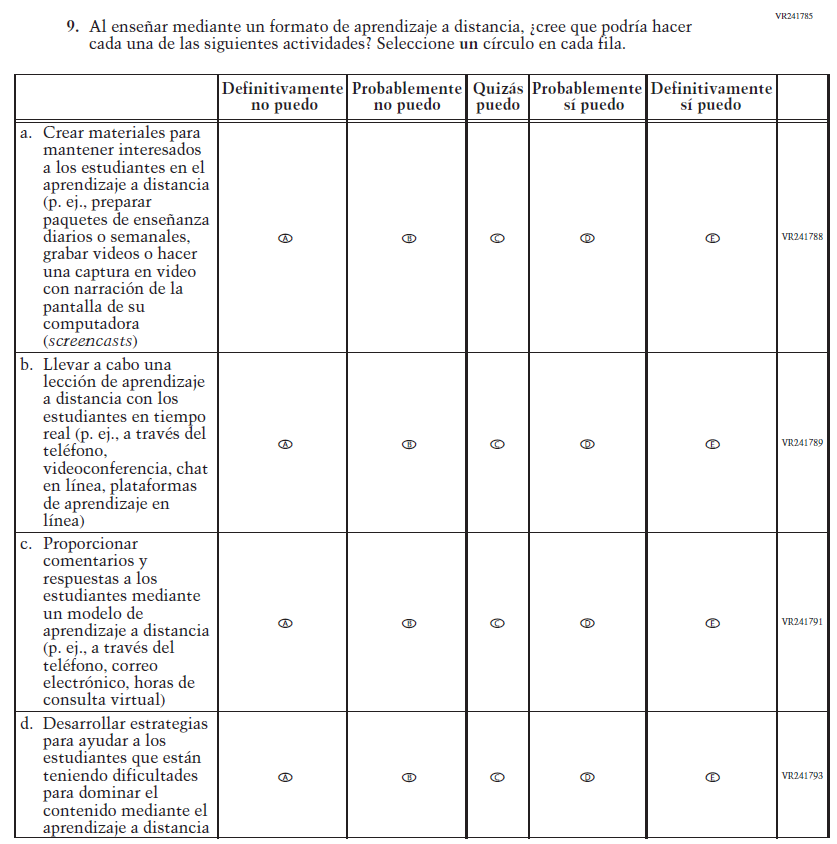 VR241785
9. Al enseñar mediante un formato de aprendizaje a distancia, ¿cree que podría hacer
cada una de las siguientes actividades? Seleccione un círculo en cada fila.
Definitivamente no puedo
Probablemente no puedo
Quizás puedo
Probablemente sí puedo
Definitivamente sí puedo
a. Crear materiales para
mantener interesados
a los estudiantes en el
aprendizaje a distancia
(p. ej., preparar
paquetes de enseñanza
diarios o semanales,
grabar videos o hacer
una captura en video
con narración de la
pantalla de su
computadora
(screencasts)
A B C D E VR241788
b. Llevar a cabo una
lección de aprendizaje
a distancia con los
estudiantes en tiempo
real (p. ej., a través del
teléfono,
videoconferencia, chat
en línea, plataformas
de aprendizaje en
línea)
A B C D E VR241789
c. Proporcionar
comentarios y
respuestas a los
estudiantes mediante
un modelo de
aprendizaje a distancia
(p. ej., a través del
teléfono, correo
electrónico, horas de
consulta virtual)
A B C D E VR241791
d. Desarrollar estrategias
para ayudar a los
estudiantes que están
teniendo dificultades
para dominar el
contenido mediante el
aprendizaje a distancia
A B C D E VR241793